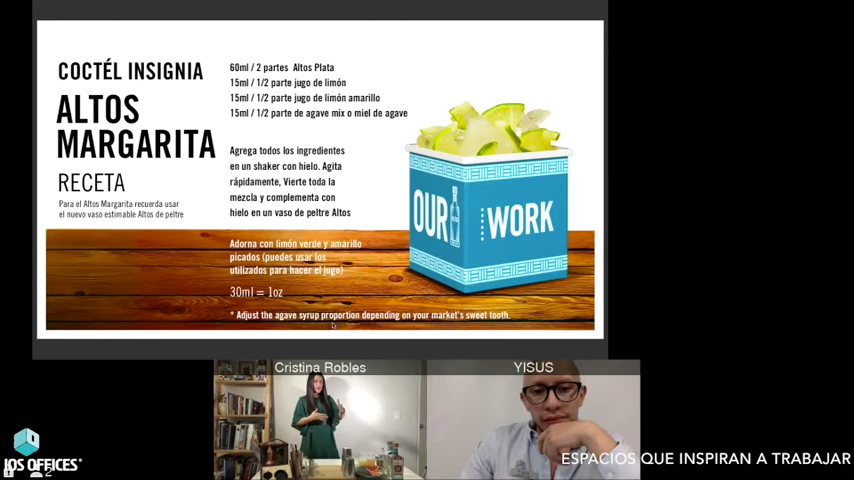 COCTÉL INSIGNIA
ALTOS
MARGARITA
RECETA
Para el Altos Margarita recuerda usar
el nuevo vaso estimable Altos de peltre
60ml / 2 partes Altos Plata
15ml / 1/2 parte jugo de limón
15ml / 1/2 parte jugo de limón amarillo
15ml / 1/2 parte de agave mix o miel de agave
Agrega todos los ingredientes
en un shaker con hielo. Agita
rápidamente, Vierte toda la
mezcla y complementa con
hielo en un vaso de peltre Altos
Adorna con limón verde y amarillo
picados (puedes usar los
utilizados para hacer el jugo)
30ml = 1oz
* Adjust the agave syrup proportion depending on your market's sweet tooth.
OUR WORK
Cristina Robles
YISUS
IOS OFFICES
ESPACIOS QUE INSPIRAN A TRABAJAR